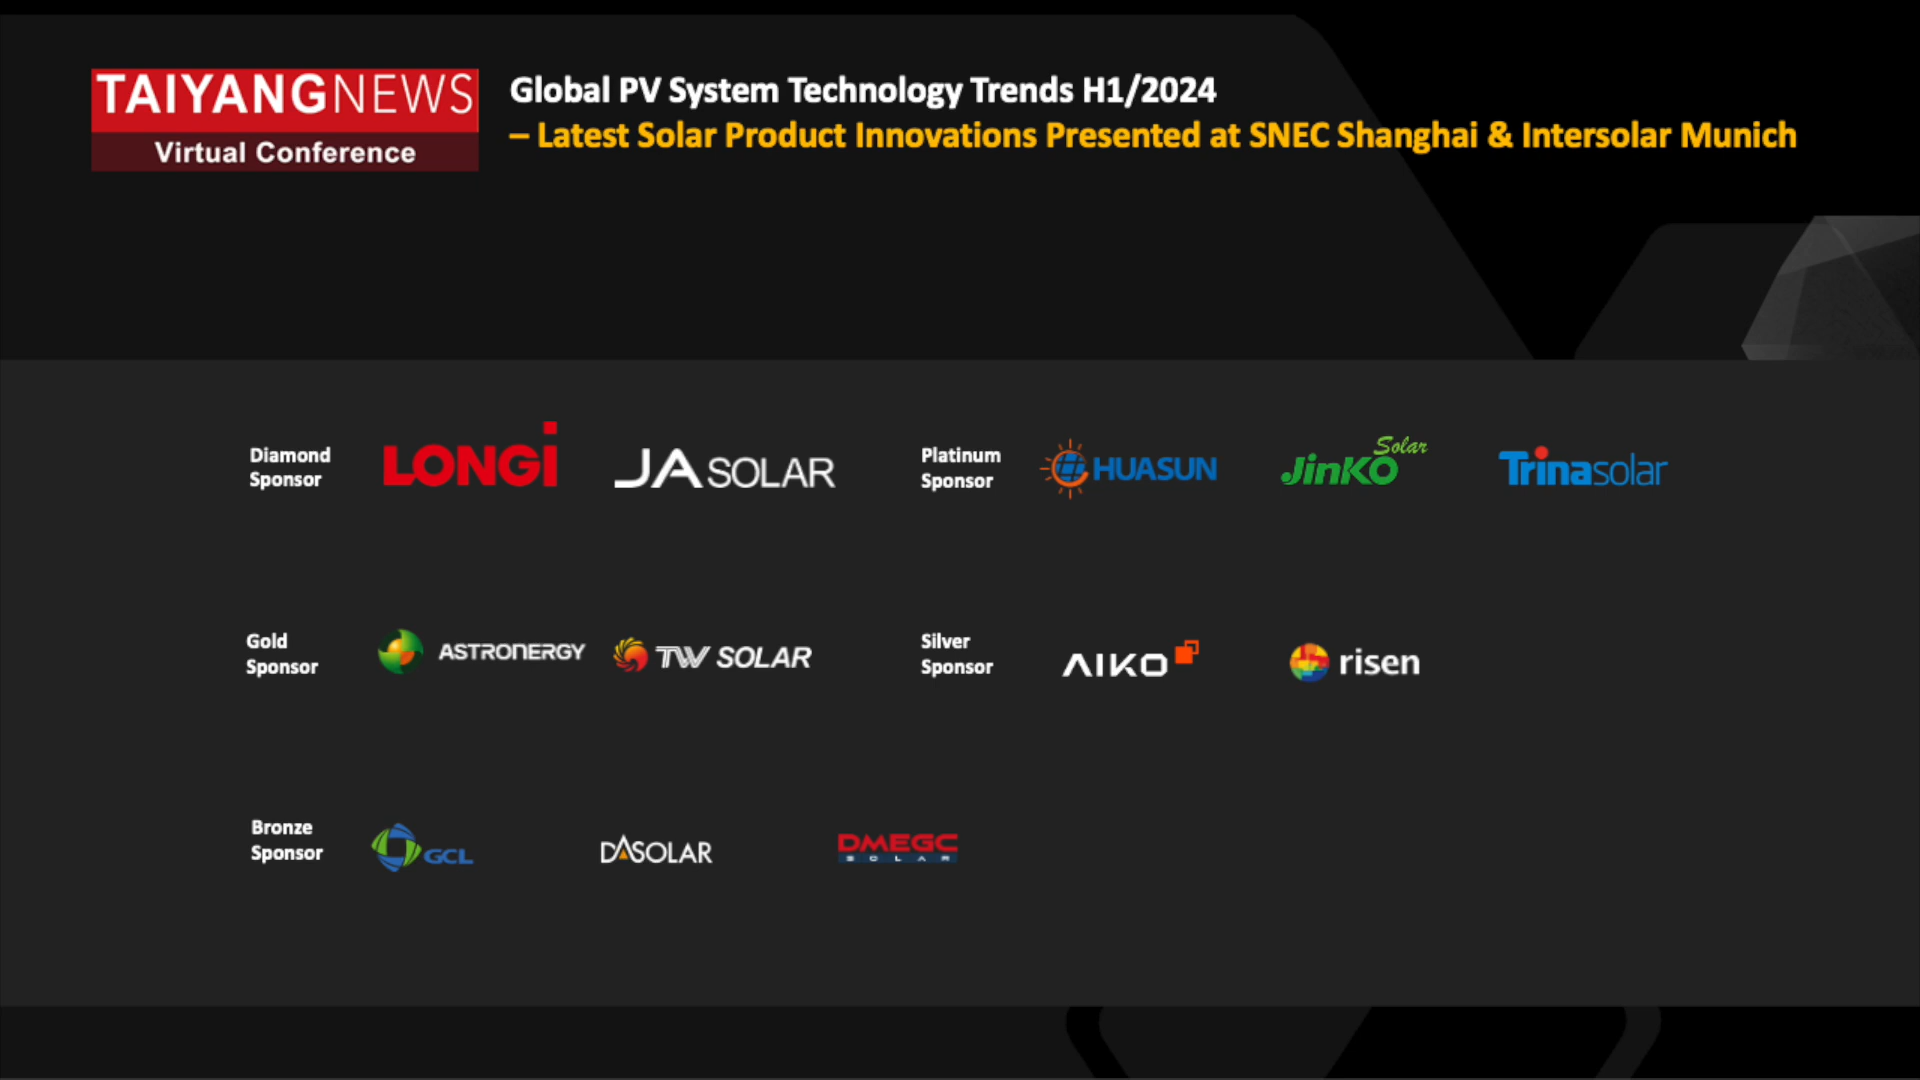 TAIYANGNEWS
Virtual Conference
Global PV System Technology Trends H1/2024
– Latest Solar Product Innovations Presented at SNEC Shanghai & Intersolar Munich
Diamond
Sponsor
LONGi
JA SOLAR
Platinum
Sponsor
HUASUN
JinKO Solar
Trinasolar
Gold
Sponsor
ASTRONERGY
TW SOLAR
Silver
Sponsor
AIKO
risen
Bronze
Sponsor
GCL
DASOLAR
DMEGC
SOLAR